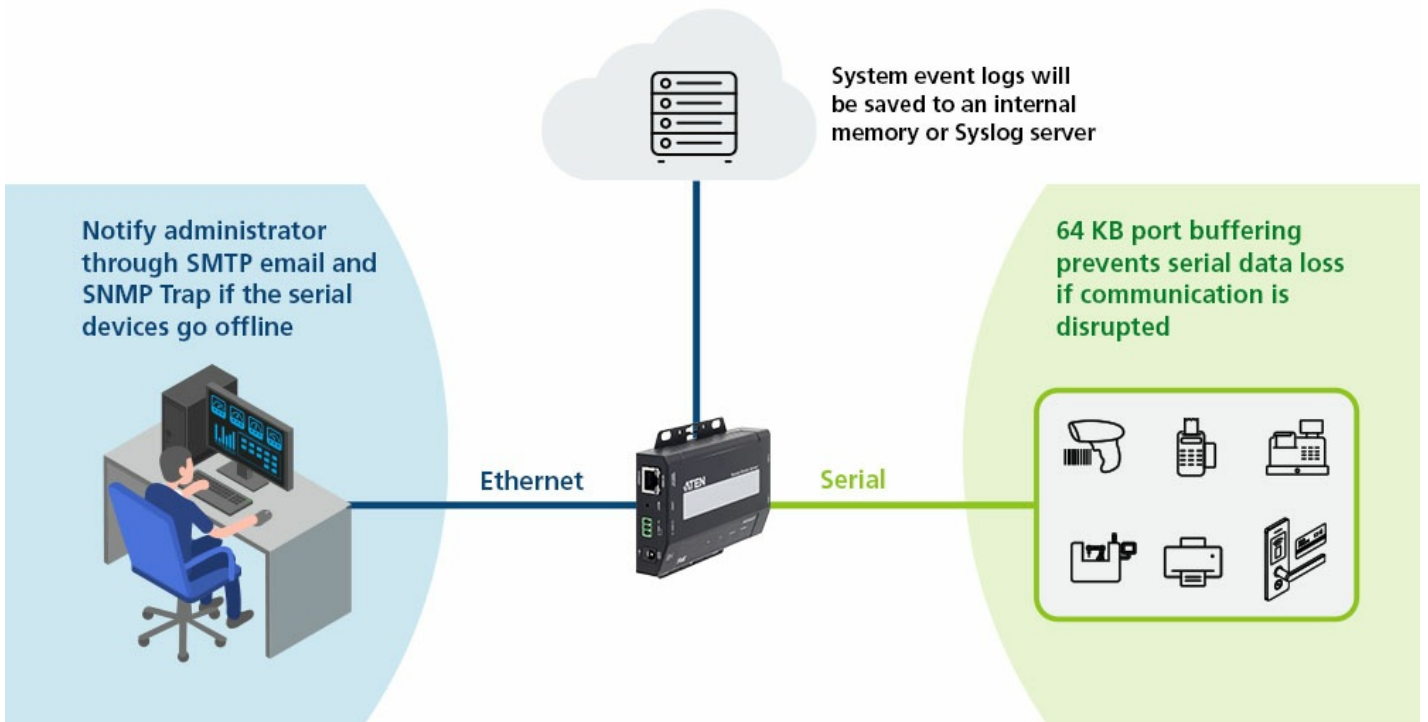 System event logs will
be saved to an internal
memory or Syslog server
Notify administrator
through SMTP email and
SNMP Trap if the serial
devices go offline
64 KB port buffering
prevents serial data loss
if communication is
disrupted
Ethernet
Serial
ATEN